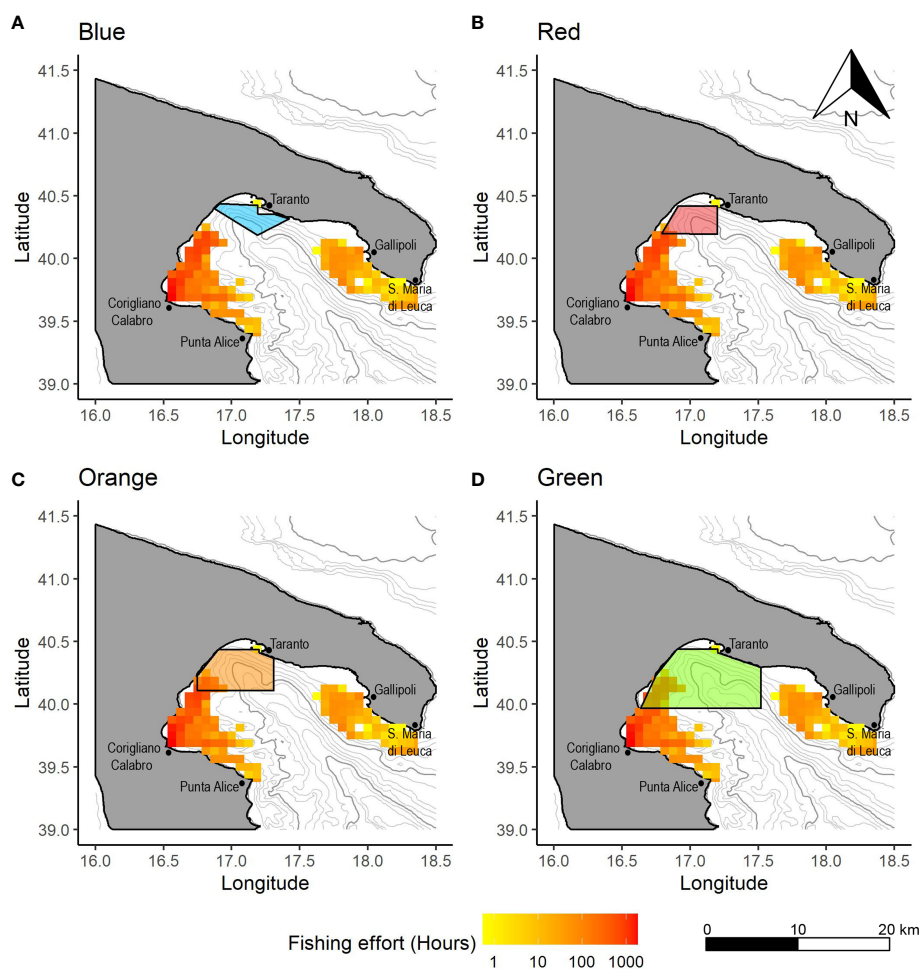 A
Blue
41.5
41.0
40.5
40.0
39.5
39.0
Latitude
Taranto
Gallipoli
S. Maria
di Leuca
Corigliano
Calabro
Punta Alice
16.0 16.5 17.0 17.5 18.0 18.5
Longitude
B
Red
N
41.5
41.0
40.5
40.0
39.5
39.0
Latitude
Taranto
Gallipoli
S. Maria
di Leuca
Corigliano
Calabro
Punta Alice
16.0 16.5 17.0 17.5 18.0 18.5
Longitude
C
Orange
41.5
41.0
40.5
40.0
39.5
39.0
Latitude
Taranto
Gallipoli
S. Maria
di Leuca
Corigliano
Calabro
Punta Alice
16.0 16.5 17.0 17.5 18.0 18.5
Longitude
D
Green
41.5
41.0
40.5
40.0
39.5
39.0
Latitude
Taranto
Gallipoli
S. Maria
di Leuca
Corigliano
Calabro
Punta Alice
16.0 16.5 17.0 17.5 18.0 18.5
Longitude
Fishing effort (Hours)
1 10 100 1000
0 10 20 km